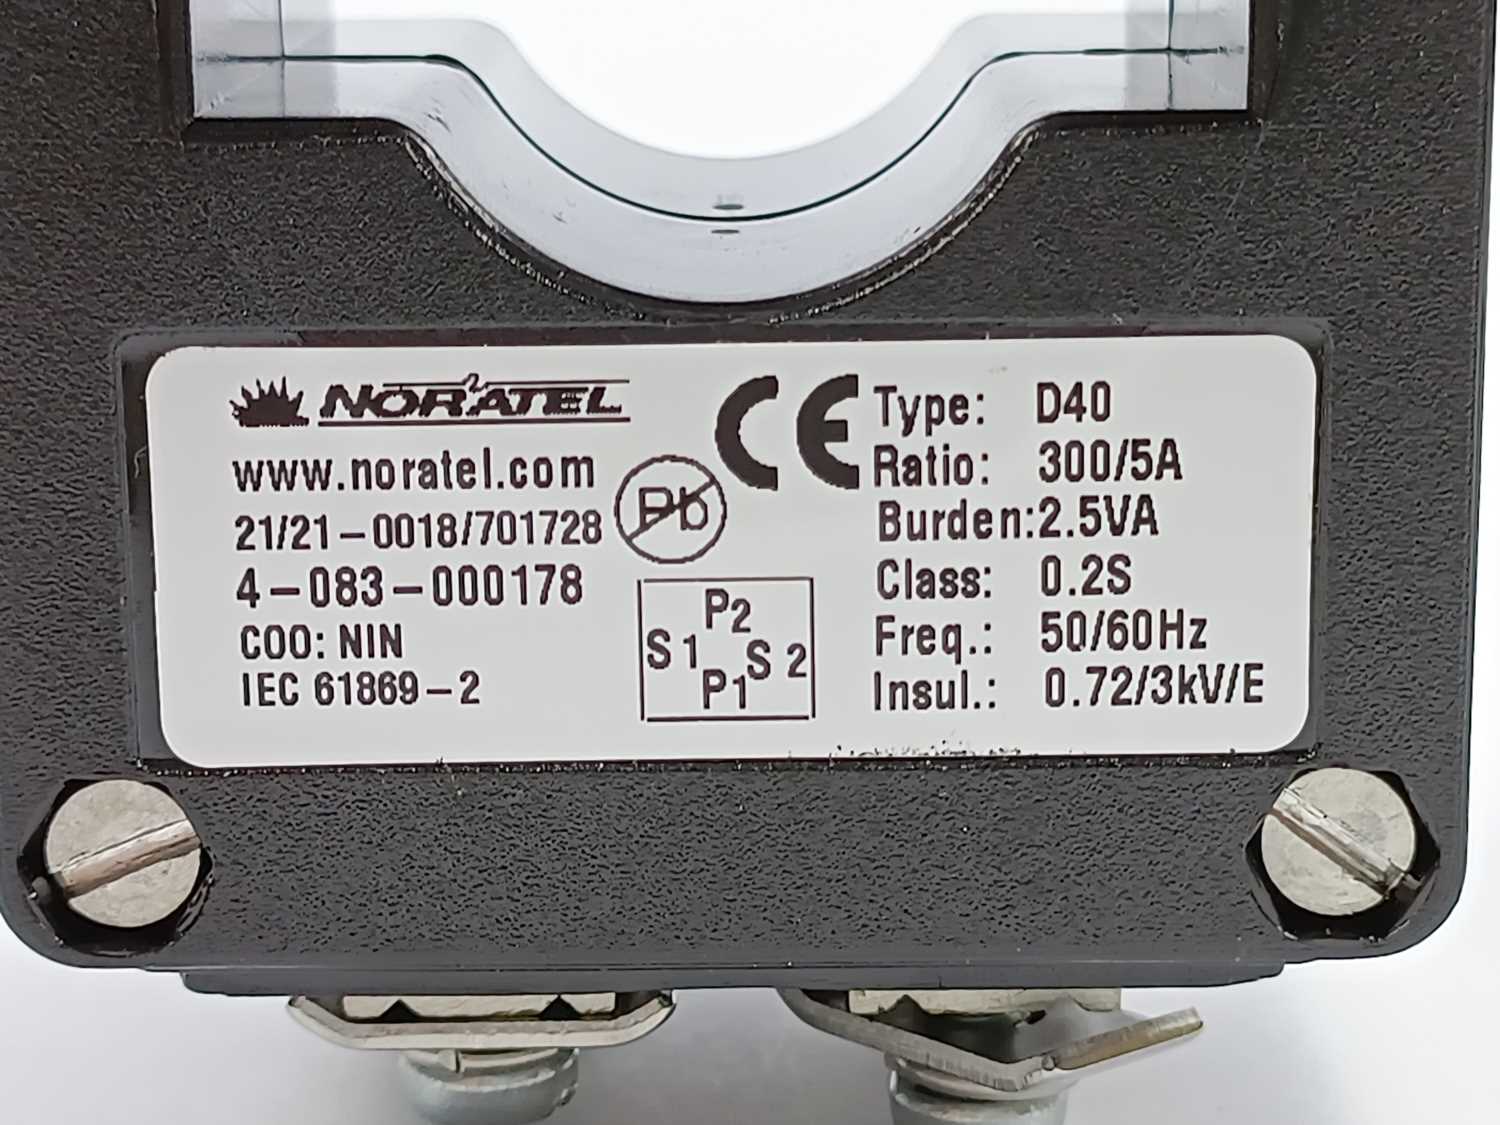 NORATEL
www.noratel.com
21/21-0018/701728
4-083-000178
COO: NIN
IEC 61869-2
Pb
P2
S1 S2
P1
CE
Type: D40
Ratio: 300/5A
Burden:2.5VA
Class: 0.2S
Freq.: 50/60Hz
Insul.: 0.72/3kV/E